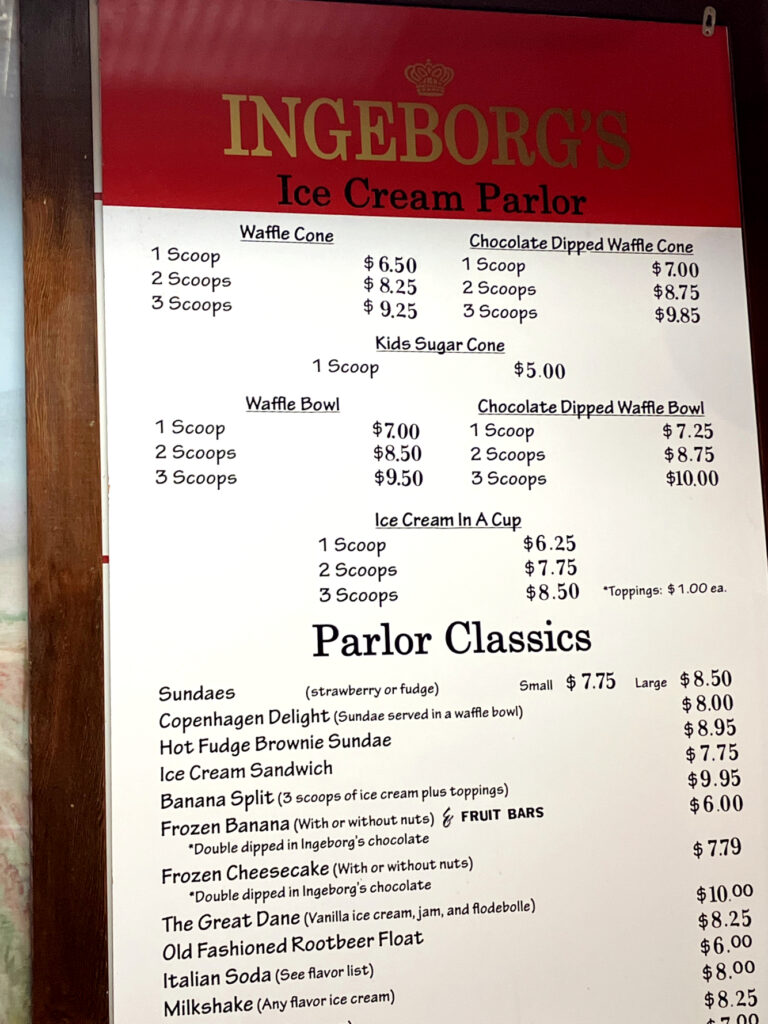 INGEBORG'S
Ice Cream Parlor
Waffle Cone
1 Scoop $6.50
2 Scoops $8.25
3 Scoops $9.25
Chocolate Dipped Waffle Cone
1 Scoop $7.00
2 Scoops $8.75
3 Scoops $9.85
Kids Sugar Cone
1 Scoop $5.00
Waffle Bowl
1 Scoop $7.00
2 Scoops $8.50
3 Scoops $9.50
Chocolate Dipped Waffle Bowl
1 Scoop $7.25
2 Scoops $8.75
3 Scoops $10.00
Ice Cream In A Cup
1 Scoop $6.25
2 Scoops $7.75
3 Scoops $8.50 *Toppings: $1.00 ea.
Parlor Classics
Sundaes (strawberry or fudge) Small $7.75 Large $8.50
Copenhagen Delight (Sundae served in a waffle bowl) $8.00
Hot Fudge Brownie Sundae $8.95
Ice Cream Sandwich $7.75
Banana Split (3 scoops of ice cream plus toppings) $9.95
Frozen Banana (With or without nuts) & FRUIT BARS $6.00
*Double dipped in Ingeborg's chocolate
Frozen Cheesecake (With or without nuts) $7.79
*Double dipped in Ingeborg's chocolate
The Great Dane (Vanilla ice cream, jam, and flodebolle) $10.00
Old Fashioned Rootbeer Float $8.25
Italian Soda (See flavor list) $6.00
Milkshake (Any flavor ice cream) $8.00
$8.25